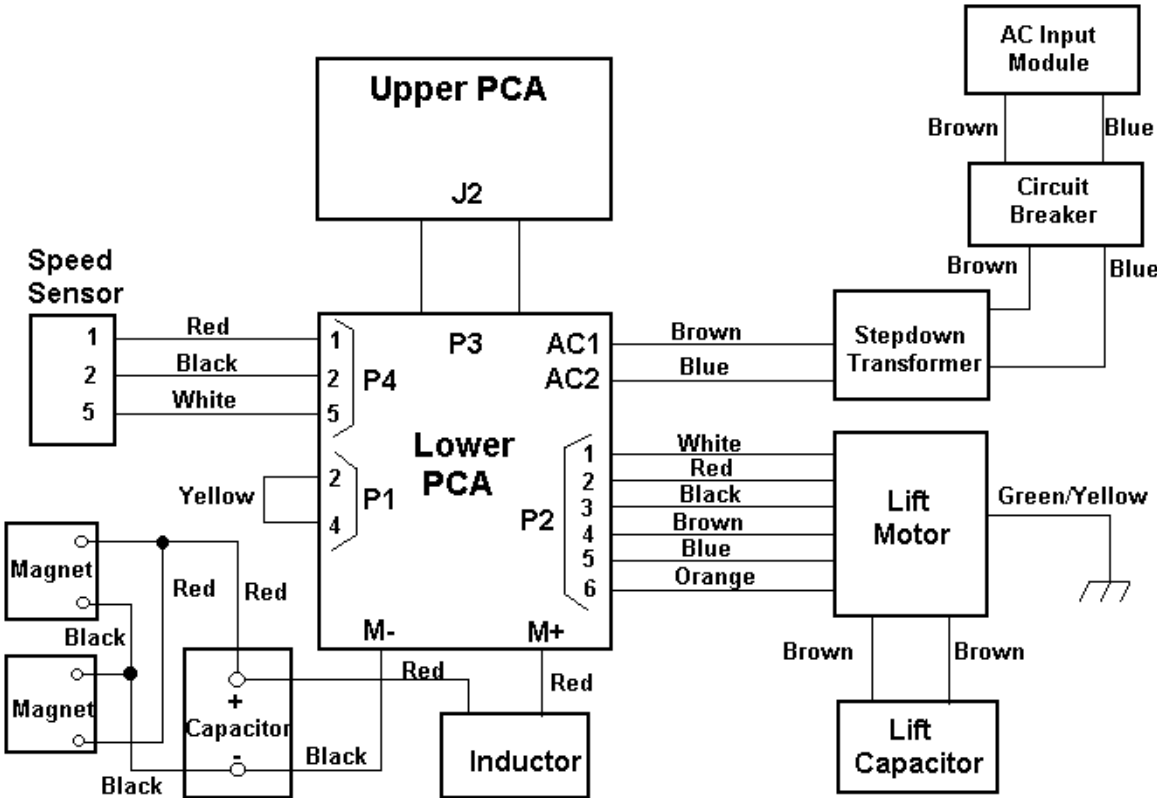 AC Input
Module
Brown
Blue
Circuit
Breaker
Brown
Blue
Upper PCA
J2
Speed
Sensor
1
2
5
Red
Black
White
1
2
5
P4
P3
AC1
AC2
Brown
Blue
Stepdown
Transformer
Lower
PCA
Yellow
2
4
P1
P2
1
2
3
4
5
6
White
Red
Black
Brown
Blue
Orange
Lift
Motor
Green/Yellow
Magnet
Red
Red
Black
Magnet
Black
+
Capacitor
-
Black
M-
M+
Red
Red
Inductor
Brown
Brown
Lift
Capacitor